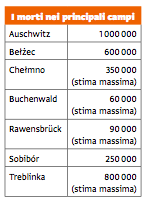 I morti nei principali campi
Auschwitz 1 000 000
Bełżec 600 000
Chełmno 350 000
(stima massima)
Buchenwald 60 000
(stima massima)
Rawensbrück 90 000
(stima massima)
Sobibór 250 000
Treblinka 800 000
(stima massima)